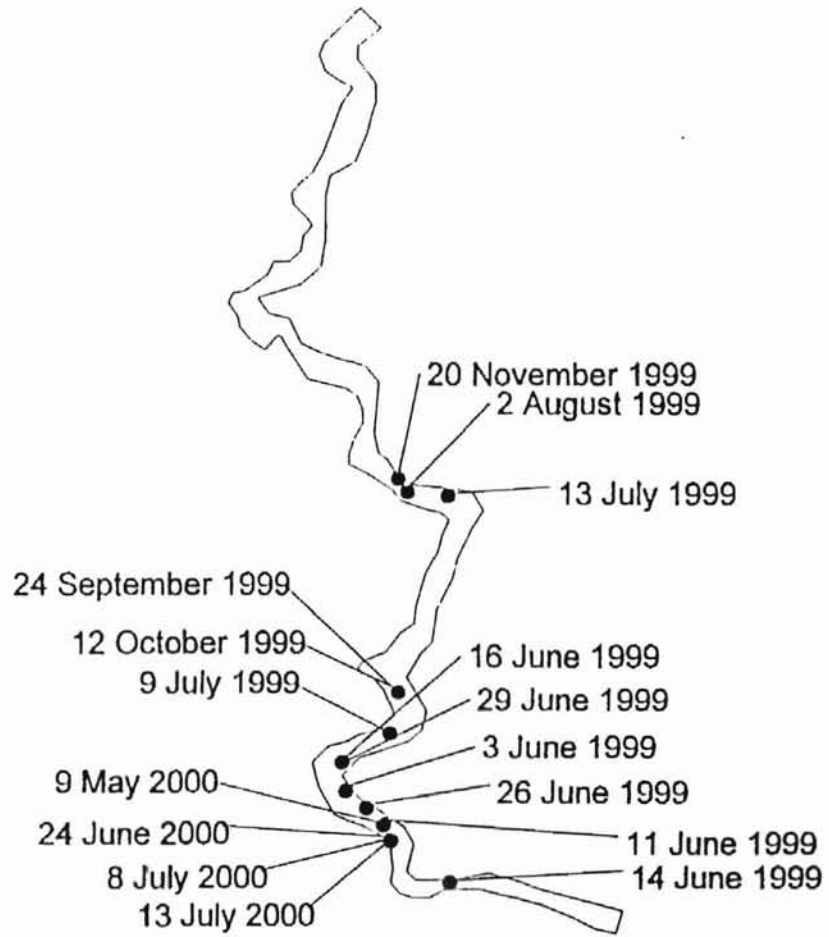 20 November 1999
2 August 1999
13 July 1999
24 September 1999
12 October 1999
16 June 1999
9 July 1999
29 June 1999
3 June 1999
9 May 2000
26 June 1999
24 June 2000
11 June 1999
8 July 2000
14 June 1999
13 July 2000